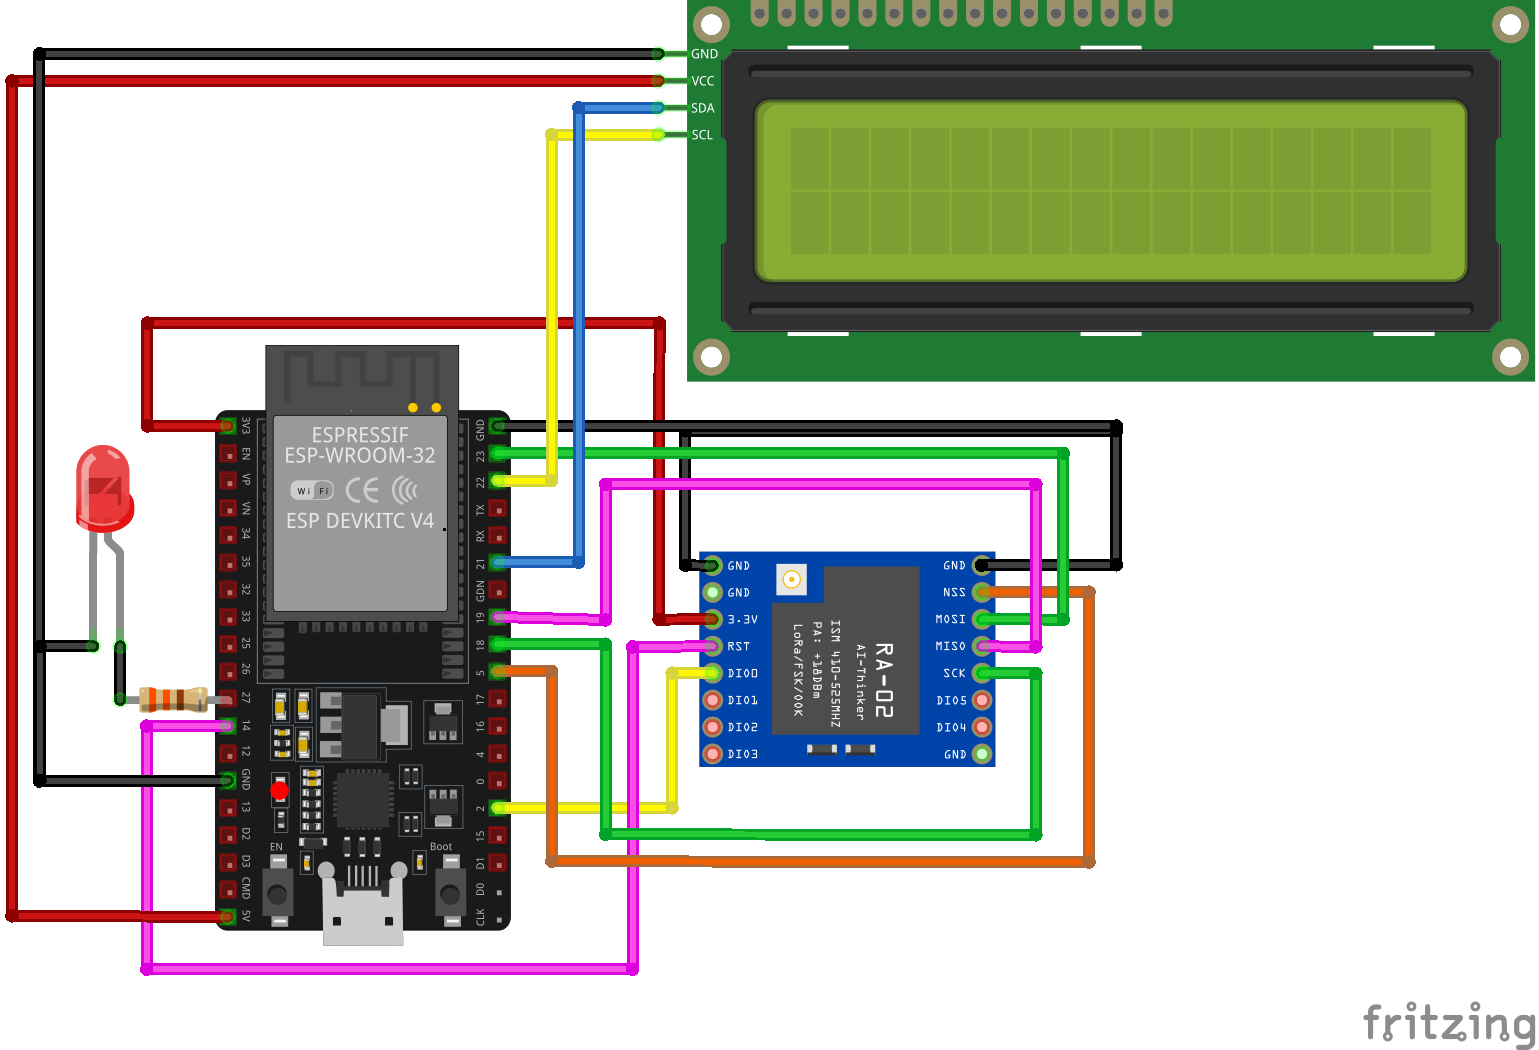 GND
VCC
SDA
SCL
ESPRESSIF
ESP-WROOM-32
Wi Fi
CE
ESP DEVKITC V4
3V3
EN
VP
VN
34
35
32
33
25
26
27
14
12
GND
13
D2
D3
CMD
5V
GND
23
22
TX
RX
21
GDN
19
18
5
17
16
4
0
2
15
D1
D0
CLK
EN
Boot
GND
GND
3.3V
RST
DIO0
DIO1
DIO2
DIO3
GND
NSS
MOSI
MISO
SCK
DIO5
DIO4
GND
RA-02
AI-Thinker
ISM 410-525MHZ
PA: +18DBm
LoRa/FSK/OOK
fritzing